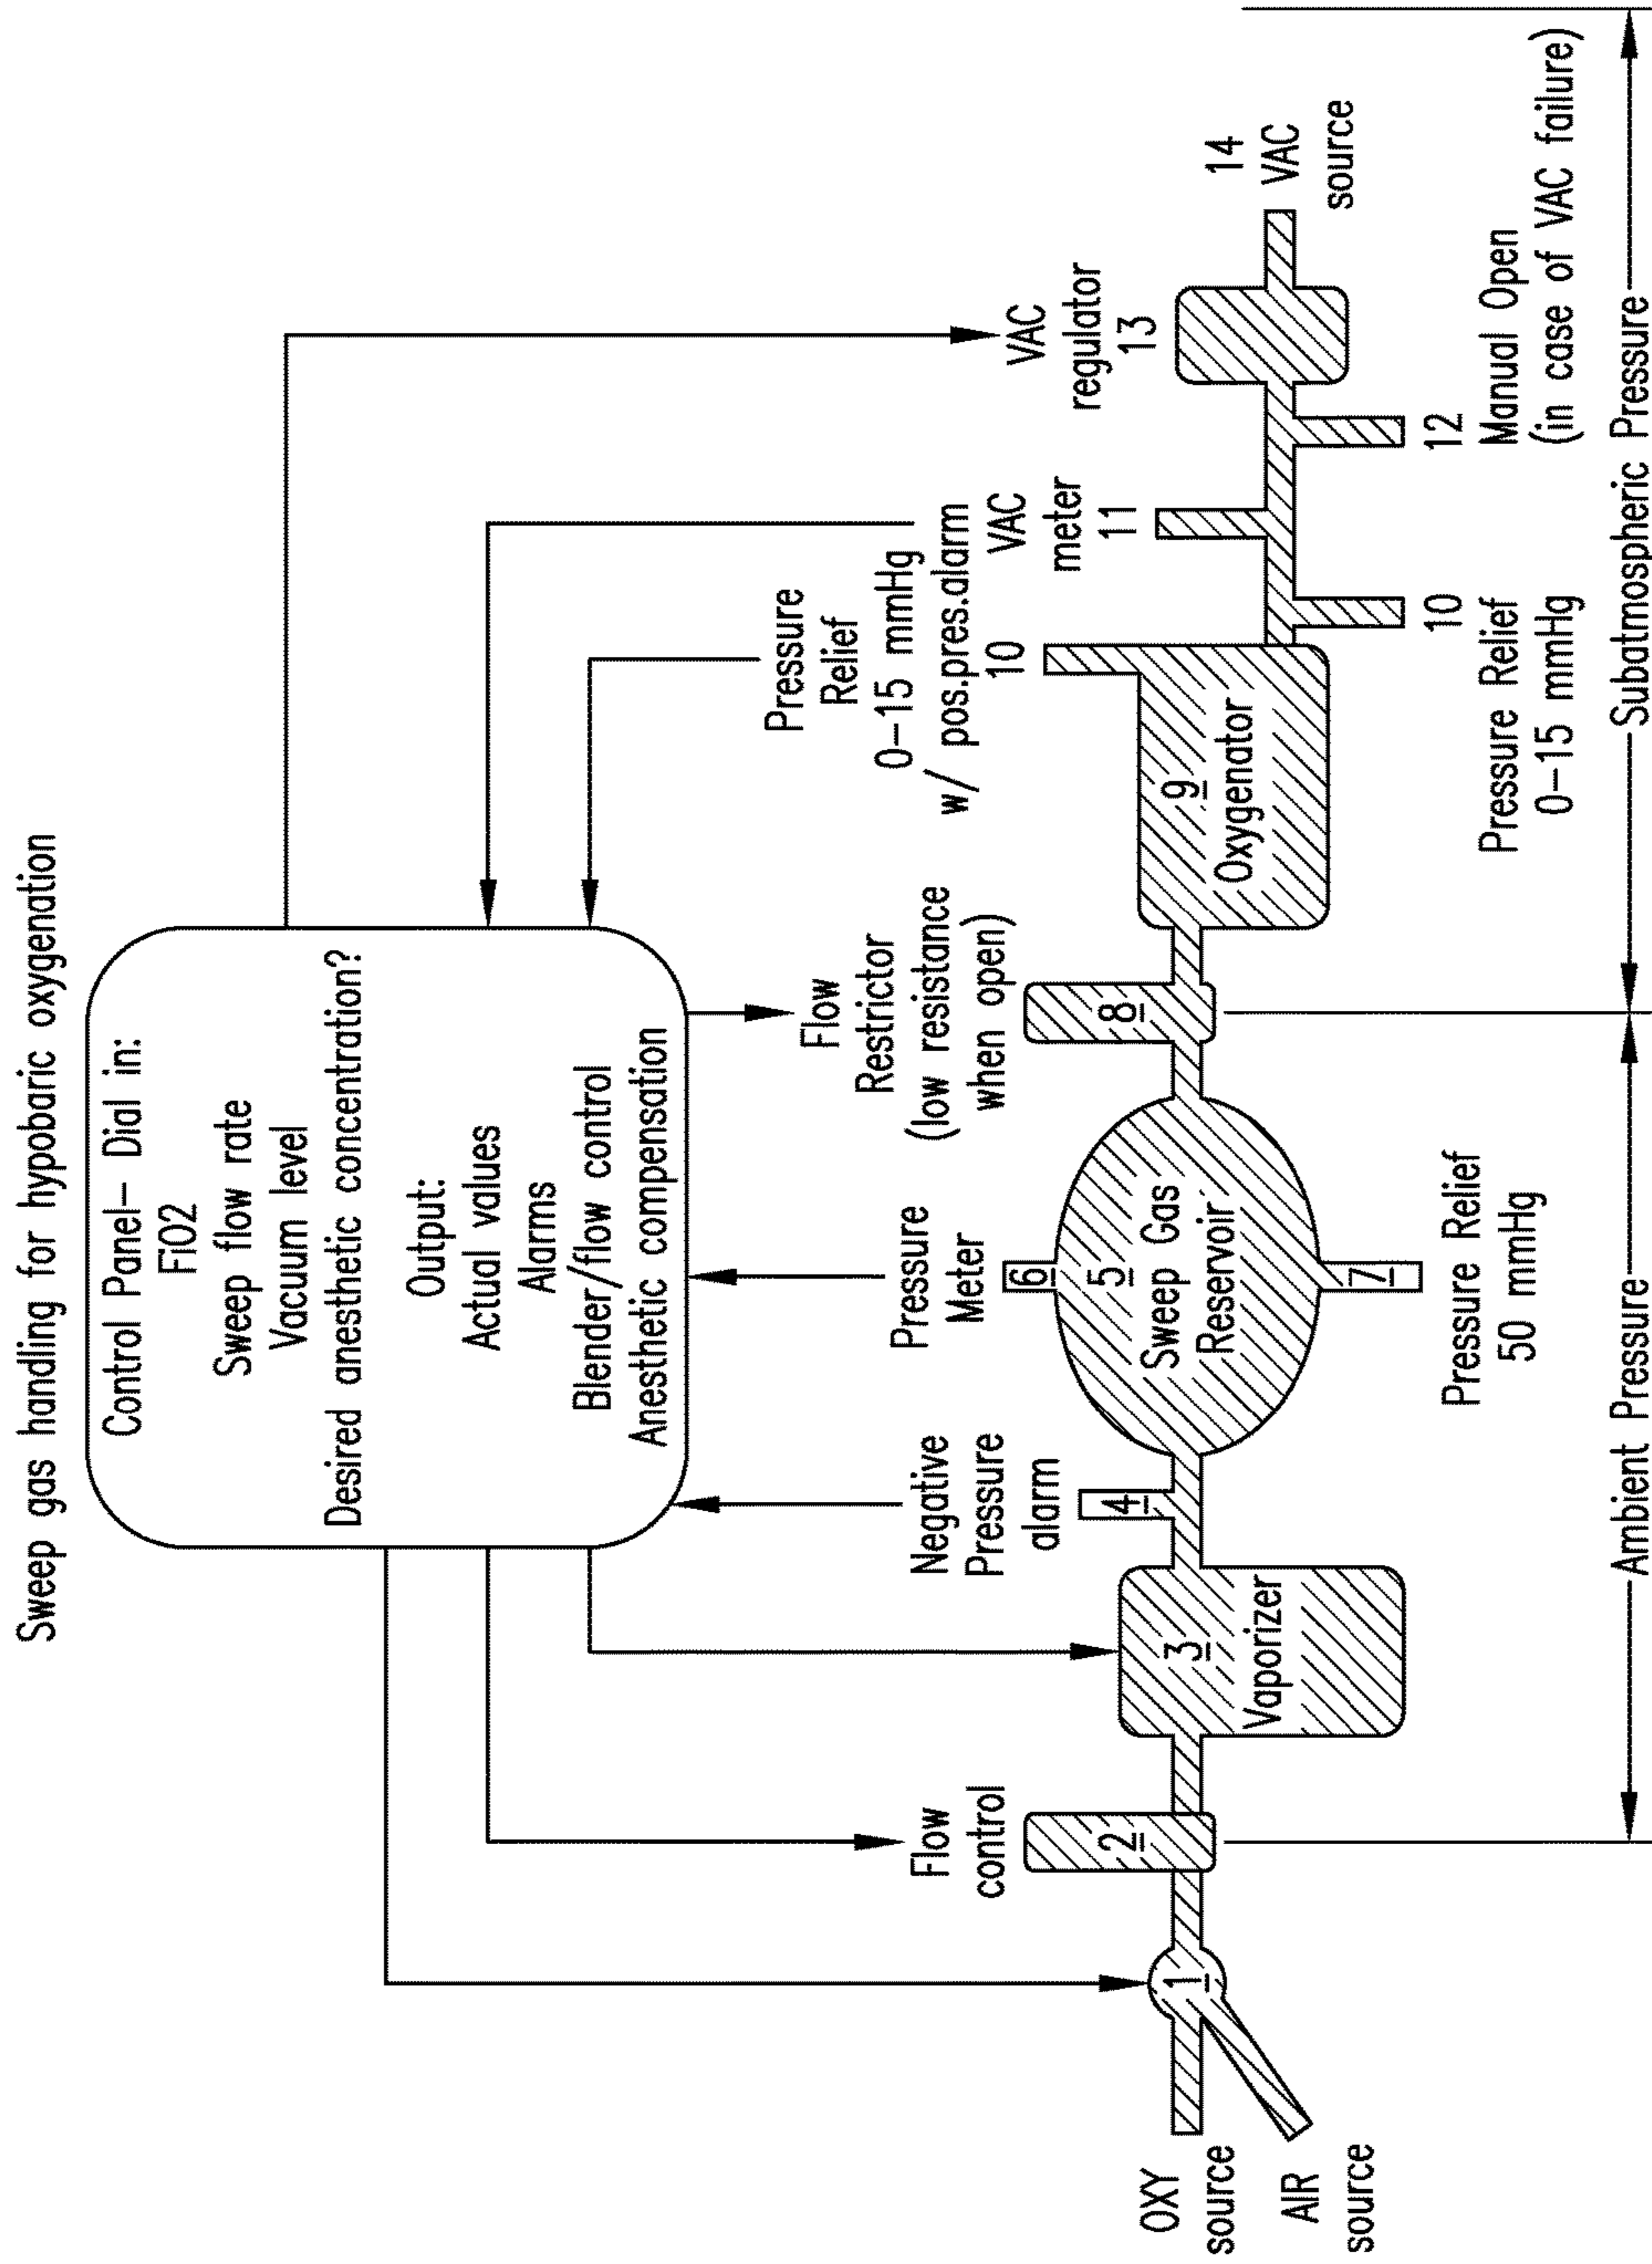 Sweep gas handling for hypobaric oxygenation
Control Panel– Dial in:
FiO2
Sweep flow rate
Vacuum level
Desired anesthetic concentration?
Output:
Actual values
Alarms
Blender/flow control
Anesthetic compensation
OXY
source
AIR
source
1
Flow
control
2
3
Vaporizer
Negative
Pressure
alarm
4
Pressure
Meter
6
5
Sweep Gas
Reservoir
7
Pressure Relief
50 mmHg
Flow
Restrictor
(low resistance
when open)
8
9
Oxygenator
Pressure
Relief
0–15 mmHg
w/ pos.pres.alarm
10
10
Pressure Relief
0–15 mmHg
VAC
meter
11
12
Manual Open
(in case of VAC failure)
VAC
regulator
13
14
VAC
source
Ambient Pressure
Subatmospheric Pressure